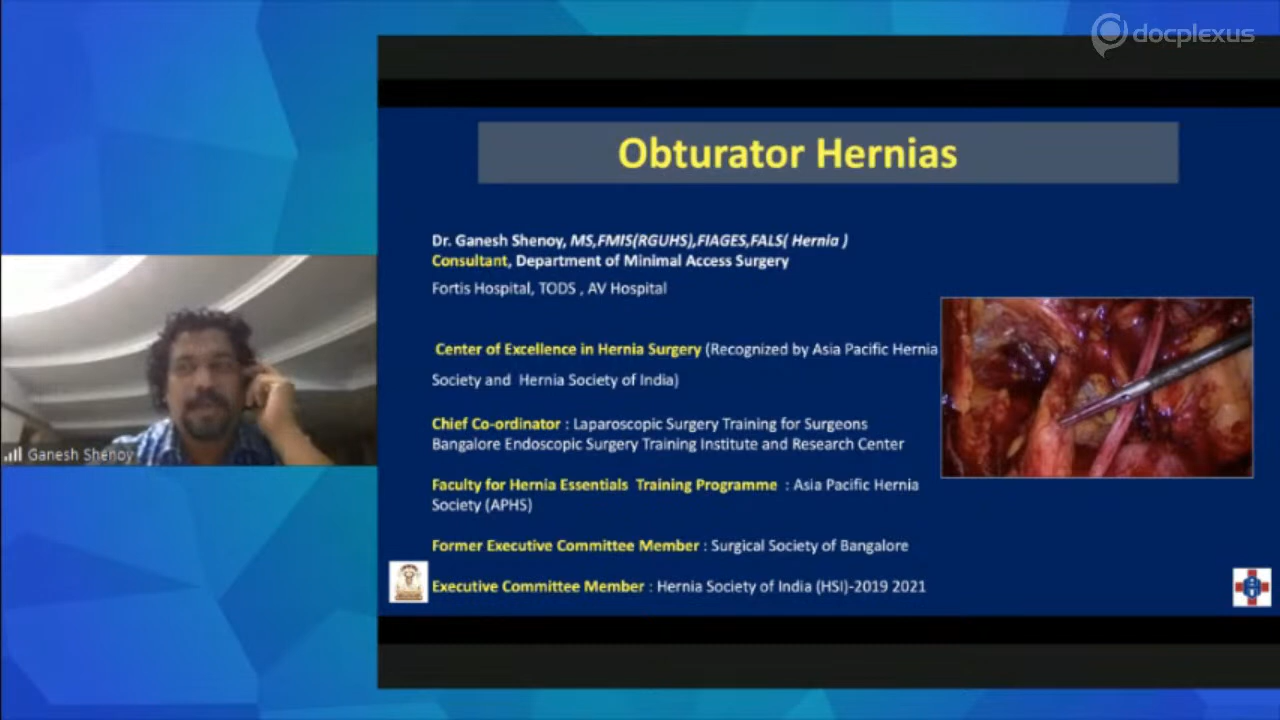 docplexus
Obturator Hernias
Dr. Ganesh Shenoy, MS,FMIS(RGUHS),FIAGES,FALS( Hernia )
Consultant, Department of Minimal Access Surgery
Fortis Hospital, TODS , AV Hospital
Center of Excellence in Hernia Surgery (Recognized by Asia Pacific Hernia
Society and Hernia Society of India)
Chief Co-ordinator : Laparoscopic Surgery Training for Surgeons
Bangalore Endoscopic Surgery Training Institute and Research Center
Faculty for Hernia Essentials Training Programme : Asia Pacific Hernia
Society (APHS)
Former Executive Committee Member : Surgical Society of Bangalore
Executive Committee Member : Hernia Society of India (HSI)-2019 2021
Ganesh Shenoy